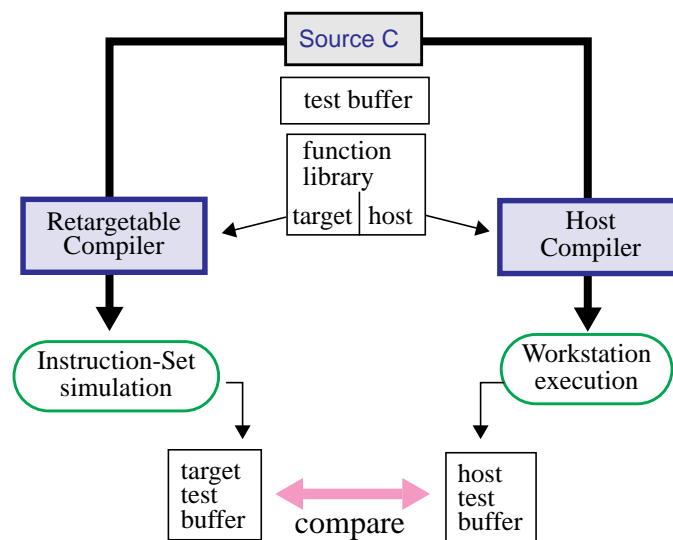 Source C
test buffer
function
library
target
host
Retargetable
Compiler
Host
Compiler
Instruction-Set
simulation
Workstation
execution
target
test
buffer
host
test
buffer
compare